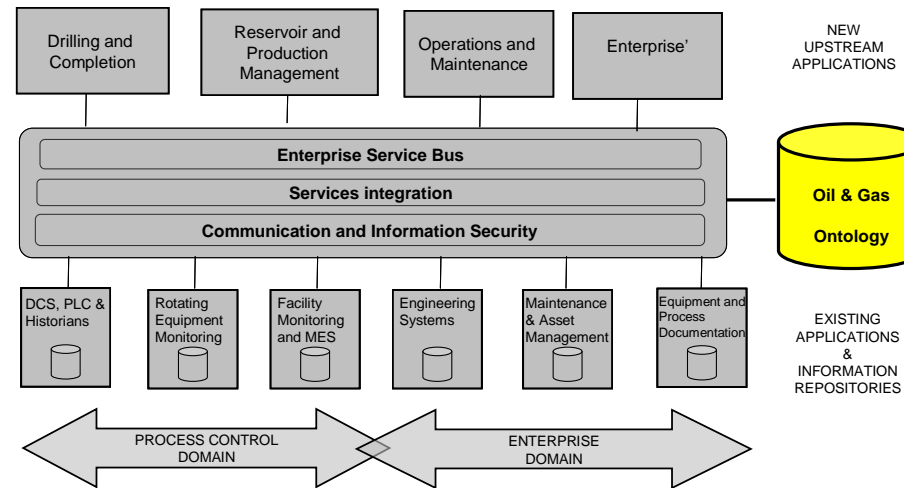 Drilling and
Completion
Reservoir and
Production
Management
Operations and
Maintenance
Enterprise’
NEW
UPSTREAM
APPLICATIONS
Enterprise Service Bus
Services integration
Communication and Information Security
Oil & Gas
Ontology
DCS, PLC &
Historians
Rotating
Equipment
Monitoring
Facility
Monitoring
and MES
Engineering
Systems
Maintenance
& Asset
Management
Equipment and
Process
Documentation
EXISTING
APPLICATIONS
&
INFORMATION
REPOSITORIES
PROCESS CONTROL
DOMAIN
ENTERPRISE
DOMAIN